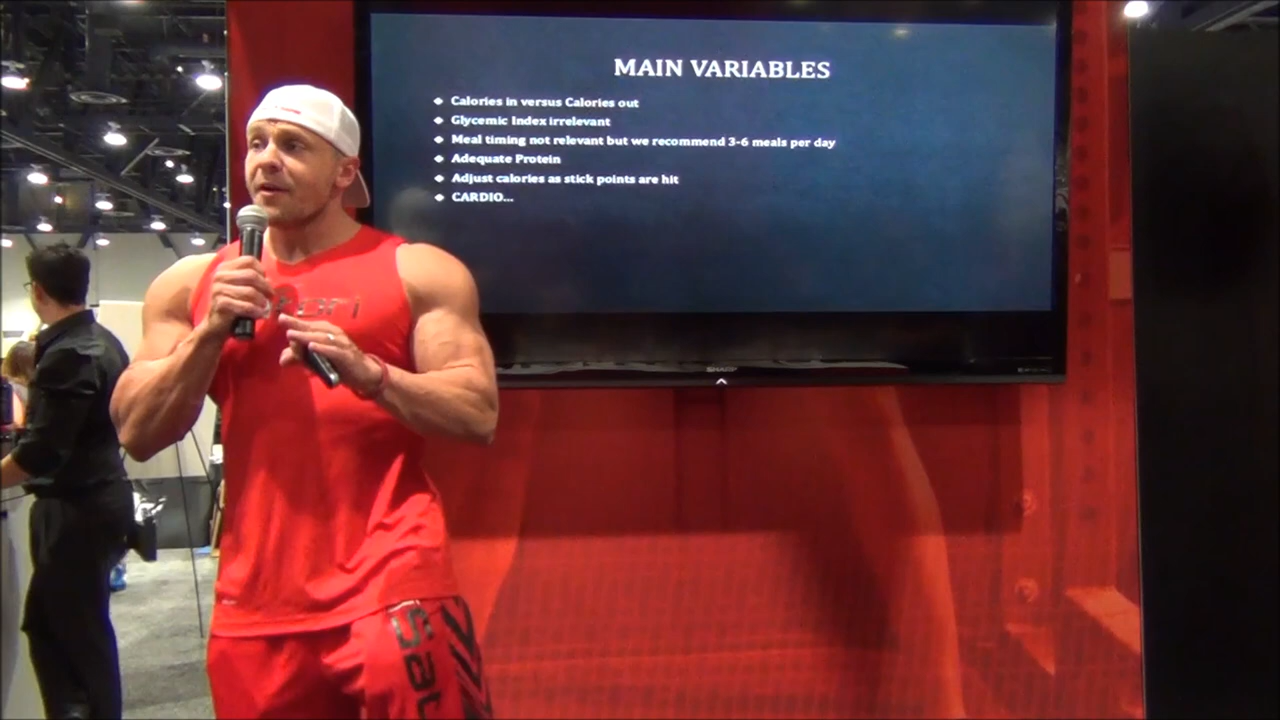 MAIN VARIABLES
Calories in versus Calories out
Glycemic Index irrelevant
Meal timing not relevant but we recommend 3-6 meals per day
Adequate Protein
Adjust calories as stick points are hit
CARDIO...
SHARP